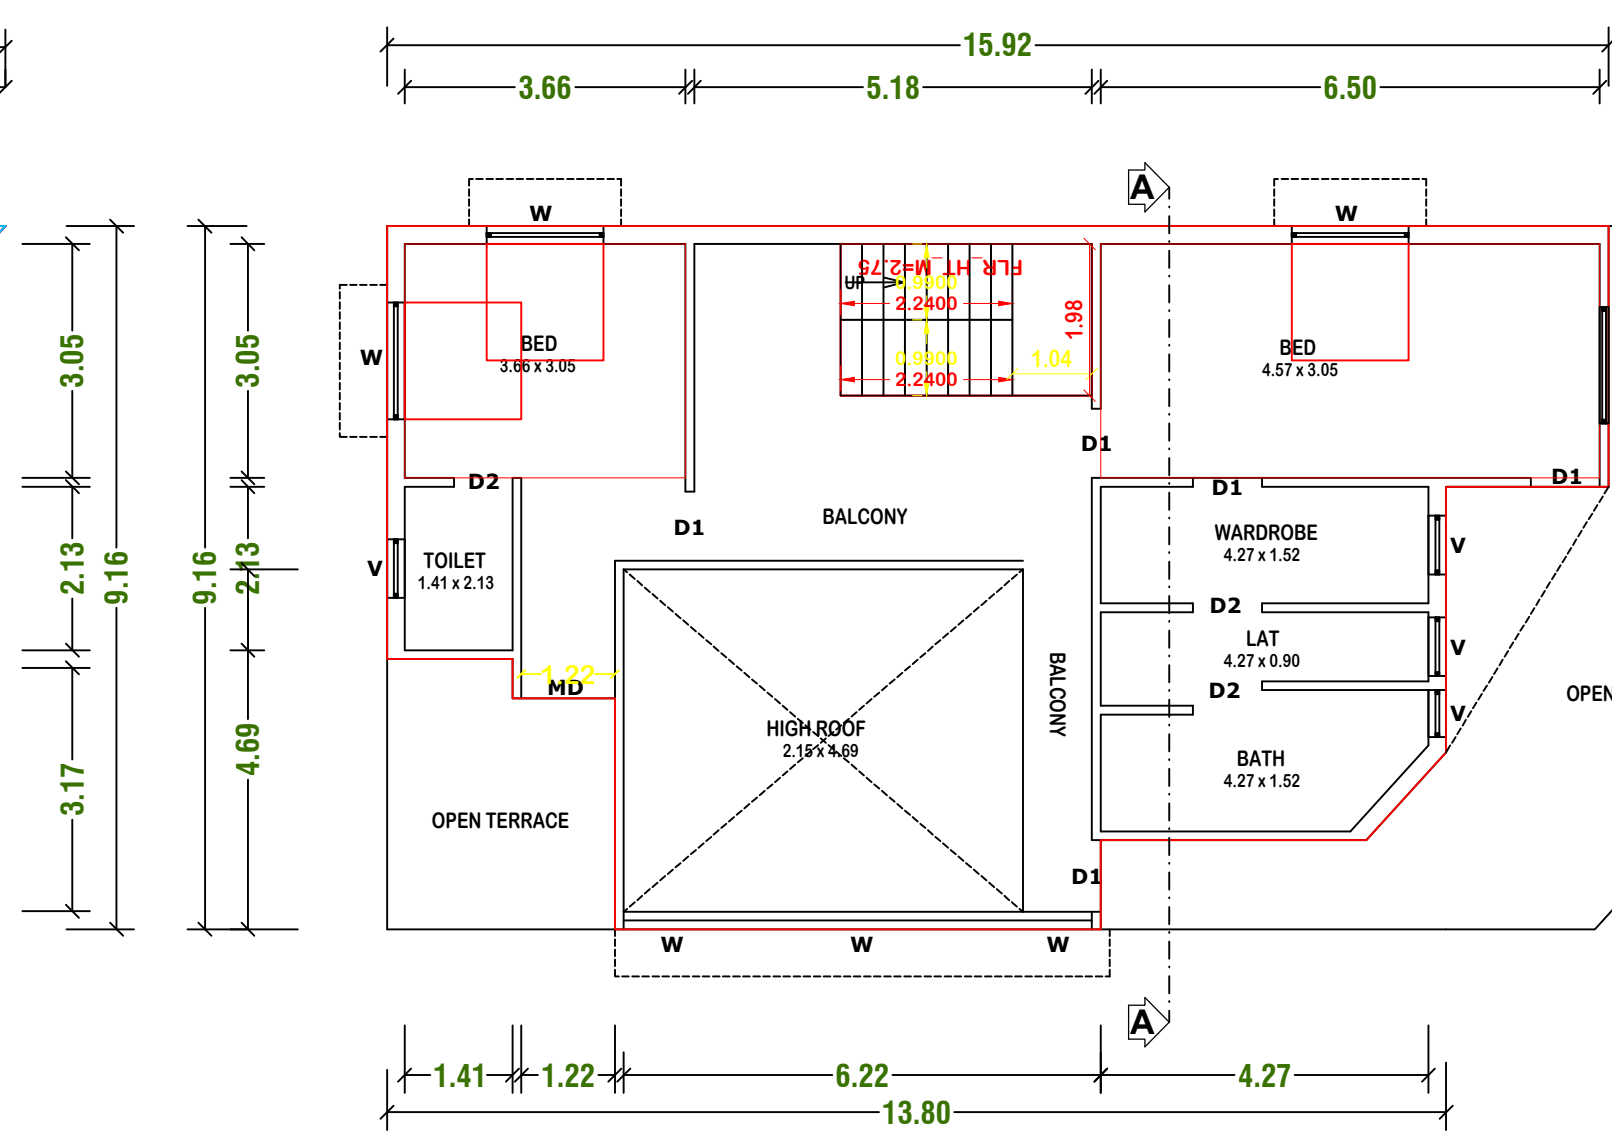 15.92
3.66
5.18
6.50
A
W
W
FLR_HT_M=2.75
UP
0.9900
2.2400
1.98
3.05
3.05
W
BED
3.66 x 3.05
0.9900
1.04
2.2400
BED
4.57 x 3.05
D1
D2
D1
D1
BALCONY
D1
WARDROBE
4.27 x 1.52
V
2.13
9.16
9.16
2.13
V
TOILET
1.41 x 2.13
D2
LAT
4.27 x 0.90
V
1.22
MD
BALCONY
D2
OPEN
V
4.69
HIGH ROOF
2.15 x 4.69
BATH
4.27 x 1.52
3.17
OPEN TERRACE
D1
W
W
W
A
1.41
1.22
6.22
4.27
13.80